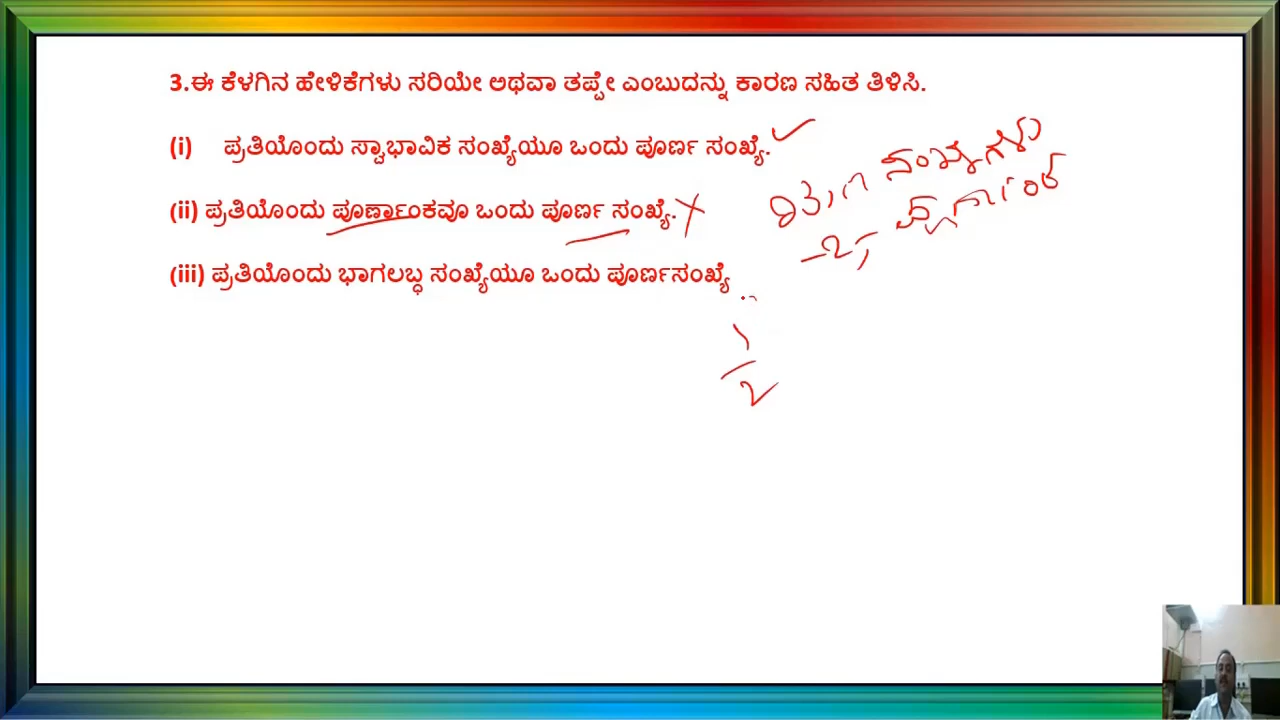 3.ಈ ಕೆಳಗಿನ ಹೇಳಿಕೆಗಳು ಸರಿಯೇ ಅಥವಾ ತಪ್ಪೇ ಎಂಬುದನ್ನು ಕಾರಣ ಸಹಿತ ತಿಳಿಸಿ.
(i) ಪ್ರತಿಯೊಂದು ಸ್ವಾಭಾವಿಕ ಸಂಖ್ಯೆಯೂ ಒಂದು ಪೂರ್ಣ ಸಂಖ್ಯೆ.
ಸಂಖ್ಯೆಗಳು
(ii) ಪ್ರತಿಯೊಂದು ಪೂರ್ಣಾಂಕವೂ ಒಂದು ಪೂರ್ಣ ಸಂಖ್ಯೆ.
-2,
(iii) ಪ್ರತಿಯೊಂದು ಭಾಗಲಬ್ಧ ಸಂಖ್ಯೆಯೂ ಒಂದು ಪೂರ್ಣಸಂಖ್ಯೆ
1
2